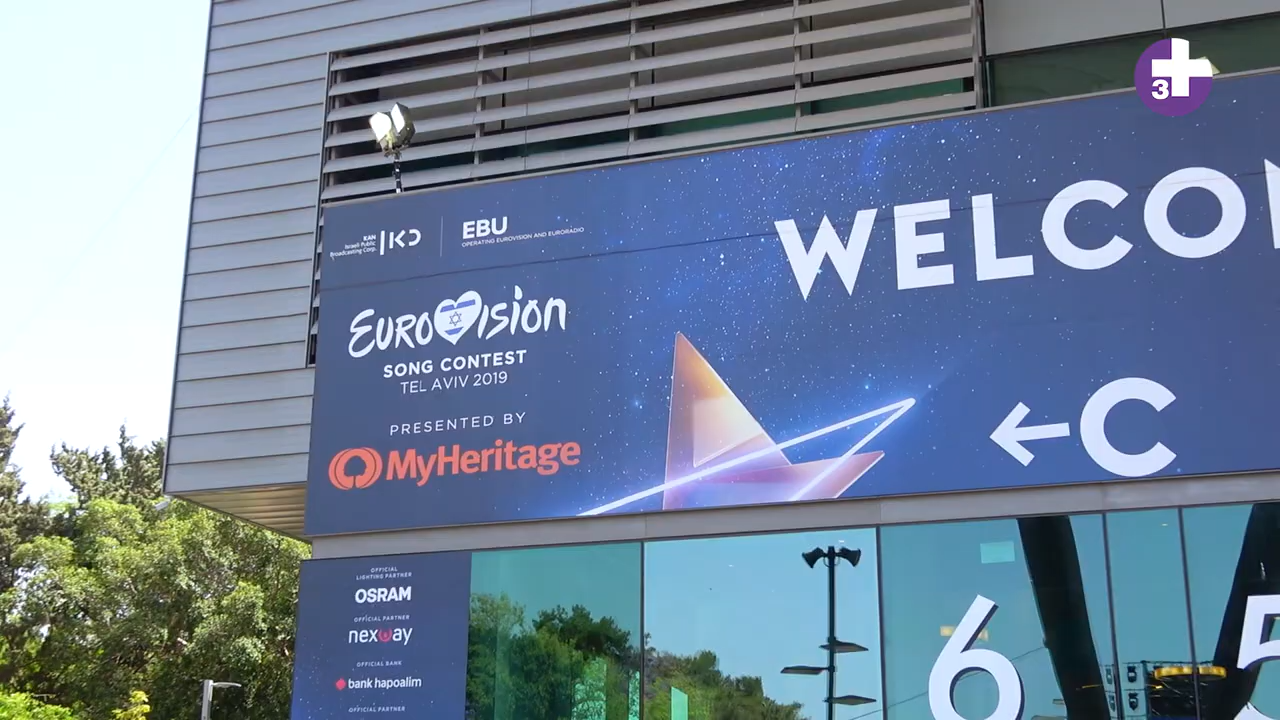 3
WELCO
KAN
Israeli Public
Broadcasting Corp.
EBU
OPERATING EUROVISION AND EURORADIO
EUROVISION
SONG CONTEST
TEL AVIV 2019
PRESENTED BY
MyHeritage
←C
OFFICIAL
LIGHTING PARTNER
OSRAM
OFFICIAL PARTNER
nexway
OFFICIAL BANK
bank hapoalim
OFFICIAL PARTNER
6
5